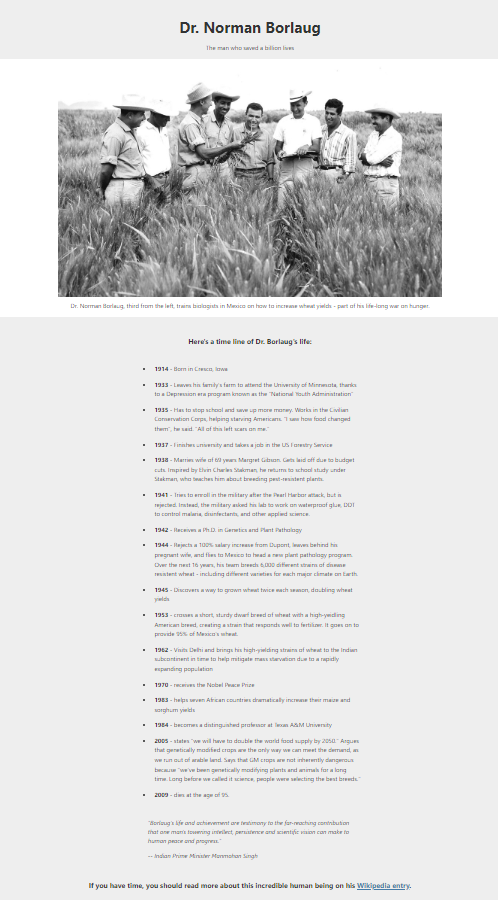 Dr. Norman Borlaug
The man who saved a billion lives
Dr. Norman Borlaug, third from the left, trains biologists in Mexico on how to increase wheat yields - part of his life-long war on hunger.
Here's a time line of Dr. Borlaug's life:
1914 - Born in Cresco, Iowa
1933 - Leaves his family's farm to attend the University of Minnesota, thanks
to a Depression era program known as the "National Youth Administration"
1935 - Has to stop school and save up more money. Works in the Civilian
Conservation Corps, helping starving Americans. "I saw how food changed
them", he said. "All of this left scars on me."
1937 - Finishes university and takes a job in the US Forestry Service
1938 - Marries wife of 69 years Margret Gibson. Gets laid off due to budget
cuts. Inspired by Elvin Charles Stakman, he returns to school study under
Stakman, who teaches him about breeding pest-resistent plants.
1941 - Tries to enroll in the military after the Pearl Harbor attack, but is
rejected. Instead, the military asked his lab to work on waterproof glue, DDT
to control malaria, disinfectants, and other applied science.
1942 - Receives a Ph.D. in Genetics and Plant Pathology
1944 - Rejects a 100% salary increase from Dupont, leaves behind his
pregnant wife, and flies to Mexico to head a new plant pathology program.
Over the next 16 years, his team breeds 6,000 different strains of disease
resistent wheat - including different varieties for each major climate on Earth.
1945 - Discovers a way to grown wheat twice each season, doubling wheat
yields
1953 - crosses a short, sturdy dwarf breed of wheat with a high-yeidling
American breed, creating a strain that responds well to fertilizer. It goes on to
provide 95% of Mexico's wheat.
1962 - Visits Delhi and brings his high-yielding strains of wheat to the Indian
subcontinent in time to help mitigate mass starvation due to a rapidly
expanding population
1970 - receives the Nobel Peace Prize
1983 - helps seven African countries dramatically increase their maize and
sorghum yields
1984 - becomes a distinguished professor at Texas A&M University
2005 - states "we will have to double the world food supply by 2050." Argues
that genetically modified crops are the only way we can meet the demand, as
we run out of arable land. Says that GM crops are not inherently dangerous
because "we've been genetically modifying plants and animals for a long
time. Long before we called it science, people were selecting the best breeds."
2009 - dies at the age of 95.
"Borlaug's life and achievement are testimony to the far-reaching contribution
that one man's towering intellect, persistence and scientific vision can make to
human peace and progress."
-- Indian Prime Minister Manmohan Singh
If you have time, you should read more about this incredible human being on his Wikipedia entry.